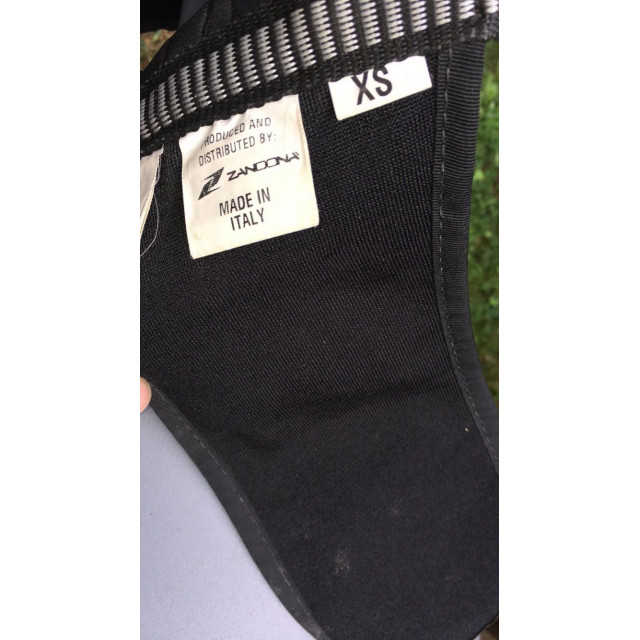 PRODUCED AND
DISTRIBUTED BY:
ZANDONA
MADE IN
ITALY
XS